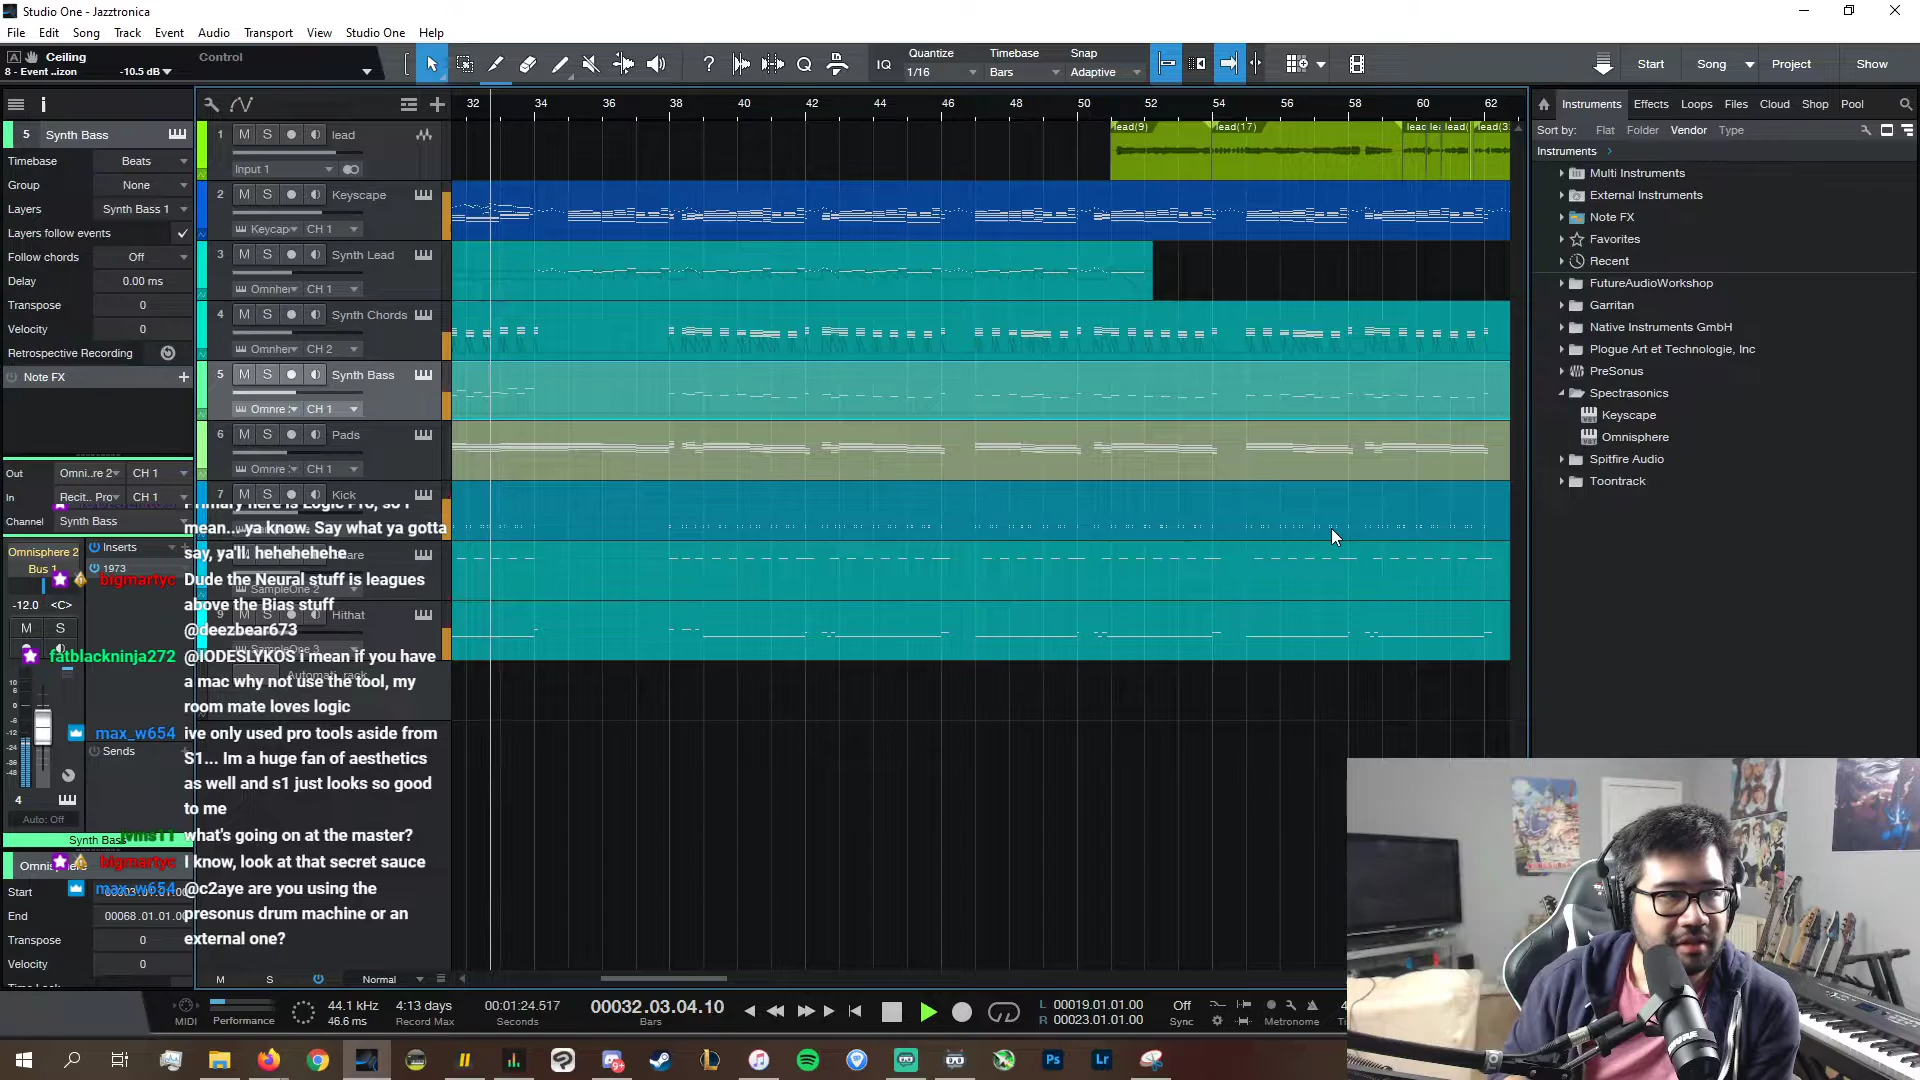 Studio One - Jazztronica
File Edit Song Track Event Audio Transport View Studio One Help
Ceiling
Control
8 - Event ..izon -10.5 dB
IQ
Quantize
1/16
Timebase
Bars
Snap
Adaptive
Start Song Project Show
5 Synth Bass
Timebase Beats
Group None
Layers Synth Bass 1
Layers follow events
Follow chords Off
Delay 0.00 ms
Transpose 0
Velocity 0
Retrospective Recording
Note FX
Out Omni..re 2 CH 1
In Recit.. Pro CH 1
Channel Synth Bass
Omnisphere 2
Inserts
Bus 1
1973
-12.0 <C>
M S
Sends
4
Auto: Off
Synth Bass
Start
End 00068.01.01.00
Transpose 0
Velocity 0
32 34 36 38 40 42 44 46 48 50 52 54 56 58 60 62
1 M S lead
Input 1
2 M S Keyscape
Keycap CH 1
3 M S Synth Lead
Omnher CH 1
4 M S Synth Chords
Omnher CH 2
5 M S Synth Bass
Omnre CH 1
6 M S Pads
Omnre CH 1
7 M S Kick
SampleOne 2
9 M S Hithat
SampleOne 3
lead(9) lead(17)
mean... ya know. Say what ya gotta
say, ya'll. hehehehehe
bigmartyc Dude the Neural stuff is leagues
above the Bias stuff
@deezbear673
fatblackninja272 @IODESLYKOS i mean if you have
a mac why not use the tool, my
room mate loves logic
max_w654 ive only used pro tools aside from
S1... Im a huge fan of aesthetics
as well and s1 just looks so good
to me
what's going on at the master?
bigmartyc I know, look at that secret sauce
max_w654 @c2aye are you using the
presonus drum machine or an
external one?
M S Normal
Instruments Effects Loops Files Cloud Shop Pool
Sort by: Flat Folder Vendor Type
Instruments
Multi Instruments
External Instruments
Note FX
Favorites
Recent
FutureAudioWorkshop
Garritan
Native Instruments GmbH
Plogue Art et Technologie, Inc
PreSonus
Spectrasonics
Keyscape
Omnisphere
Spitfire Audio
Toontrack
MIDI
Performance
44.1 kHz
46.6 ms
4:13 days
Record Max
00:01:24.517
Seconds
00032.03.04.10
Bars
L 00019.01.01.00
R 00023.01.01.00
Off
Sync
Metronome
Ps Lr
SHURE